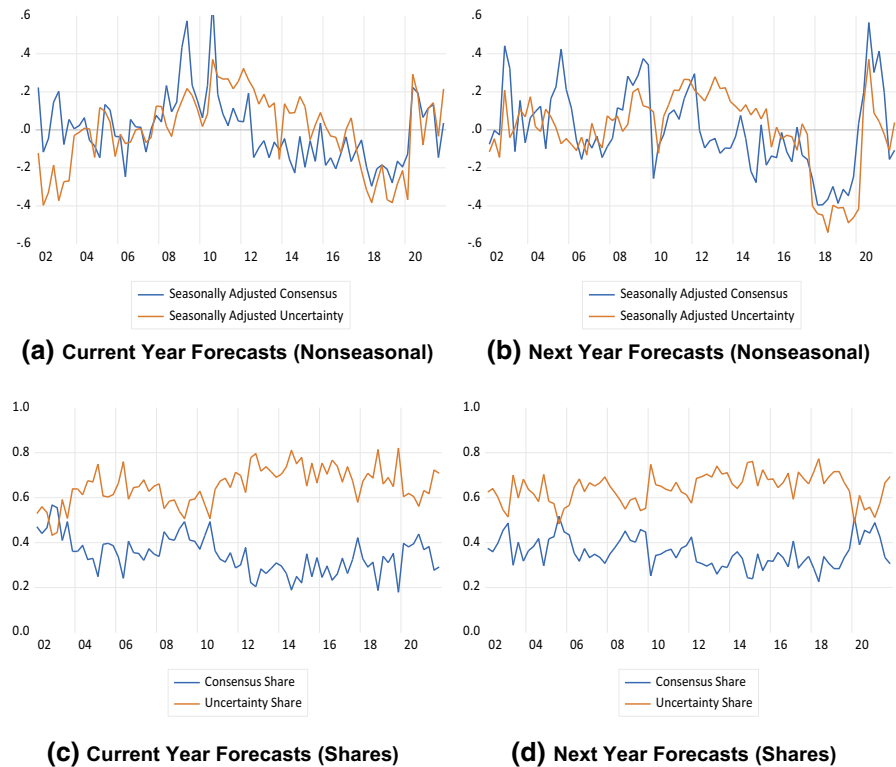 .6
.4
.2
.0
-.2
-.4
-.6
02 04 06 08 10 12 14 16 18 20
Seasonally Adjusted Consensus
Seasonally Adjusted Uncertainty
(a) Current Year Forecasts (Nonseasonal)
.6
.4
.2
.0
-.2
-.4
-.6
02 04 06 08 10 12 14 16 18 20
Seasonally Adjusted Consensus
Seasonally Adjusted Uncertainty
(b) Next Year Forecasts (Nonseasonal)
1.0
0.8
0.6
0.4
0.2
0.0
02 04 06 08 10 12 14 16 18 20
Consensus Share
Uncertainty Share
(c) Current Year Forecasts (Shares)
1.0
0.8
0.6
0.4
0.2
0.0
02 04 06 08 10 12 14 16 18 20
Consensus Share
Uncertainty Share
(d) Next Year Forecasts (Shares)